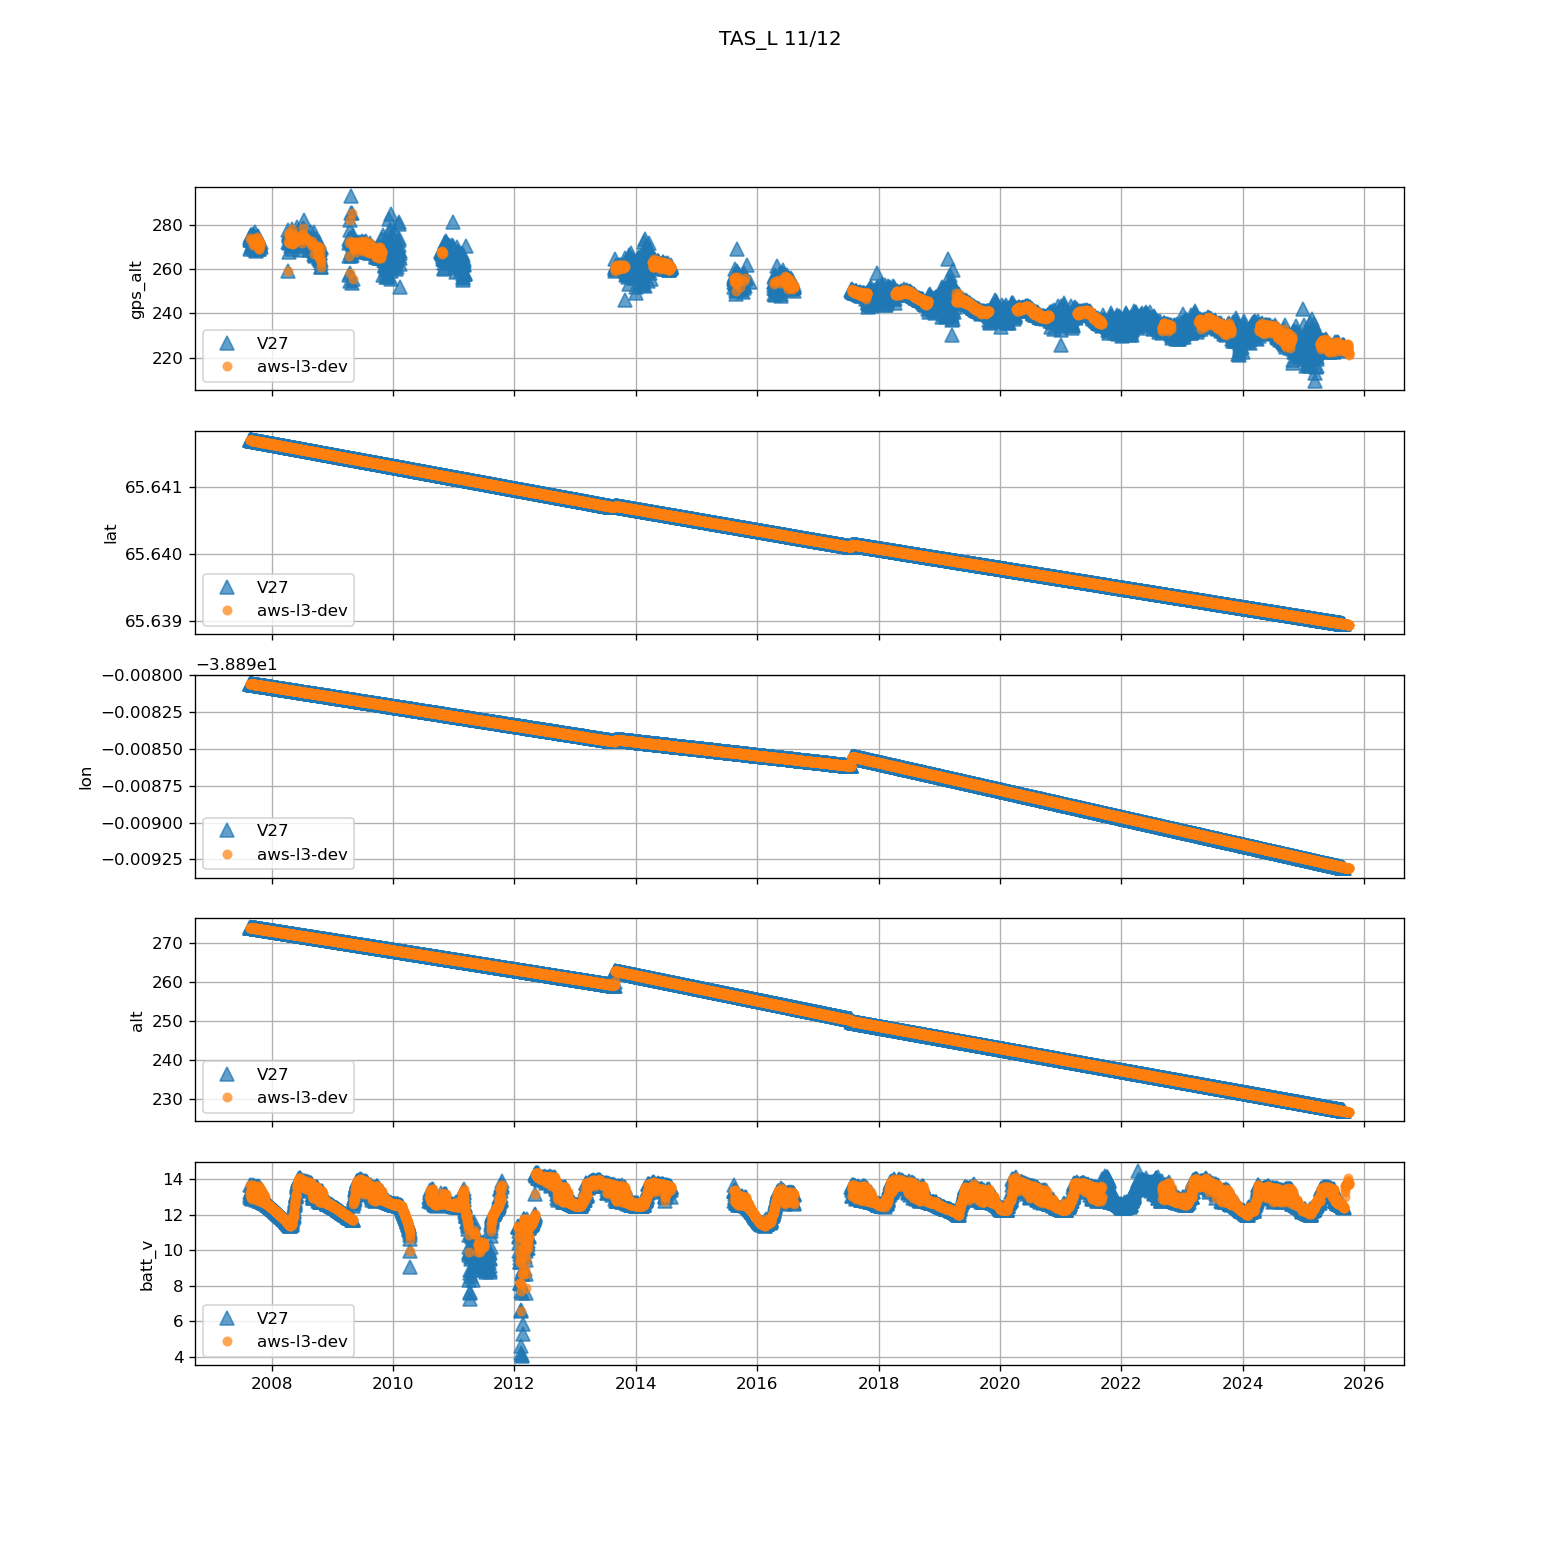 TAS_L 11/12
280
260
240
220
gps_alt
V27
aws-l3-dev
65.641
65.640
65.639
lat
V27
aws-l3-dev
−3.889e1
−0.00800
−0.00825
−0.00850
−0.00875
−0.00900
−0.00925
lon
V27
aws-l3-dev
270
260
250
240
230
alt
V27
aws-l3-dev
14
12
10
8
6
4
batt_v
V27
aws-l3-dev
2008 2010 2012 2014 2016 2018 2020 2022 2024 2026